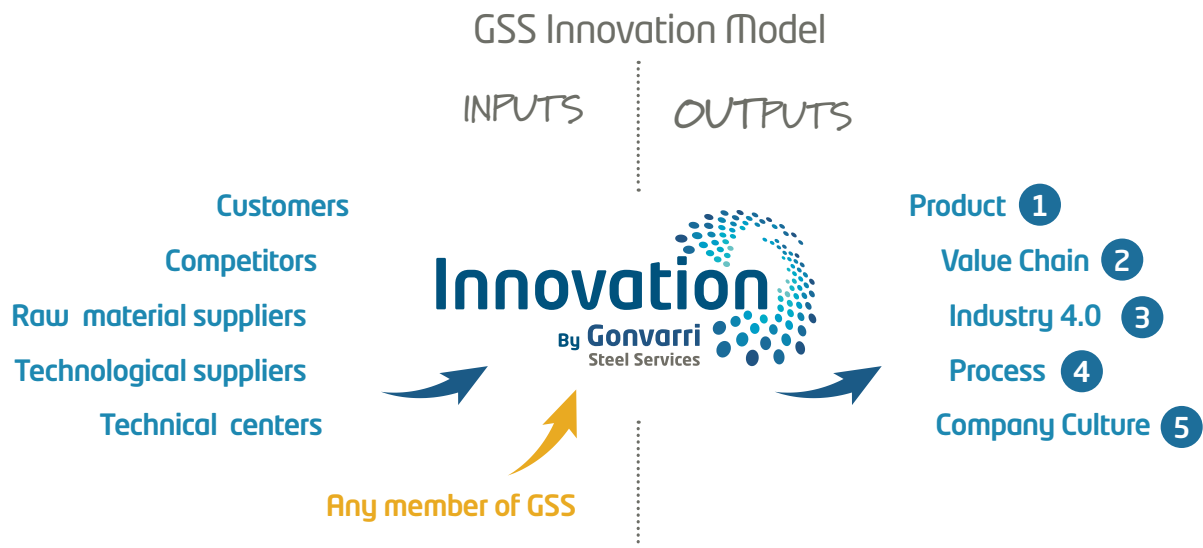 GSS Innovation Model
INPUTS
OUTPUTS
Customers
Competitors
Raw material suppliers
Technological suppliers
Technical centers
Any member of GSS
Innovation
By Gonvarri
Steel Services
Product 1
Value Chain 2
Industry 4.0 3
Process 4
Company Culture 5